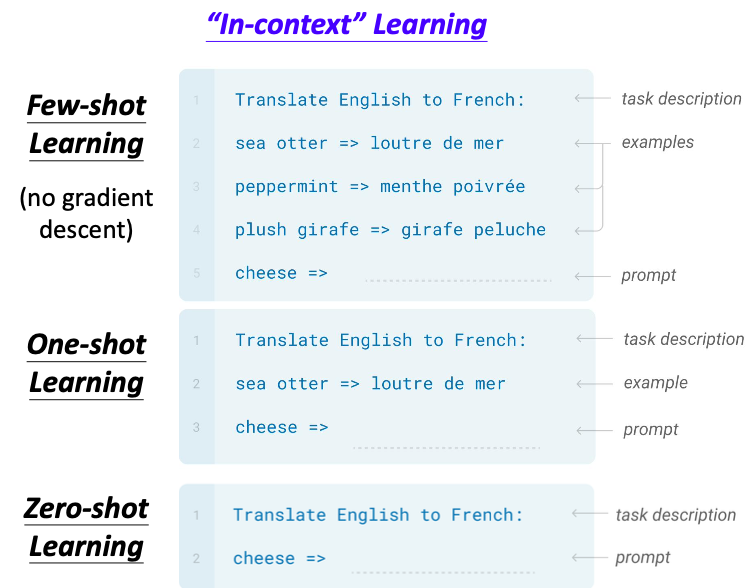 “In-context” Learning
Few-shot
Learning
(no gradient
descent)
1 Translate English to French: task description
2 sea otter => loutre de mer examples
3 peppermint => menthe poivrée
4 plush girafe => girafe peluche
5 cheese => prompt
One-shot
Learning
1 Translate English to French: task description
2 sea otter => loutre de mer example
3 cheese => prompt
Zero-shot
Learning
1 Translate English to French: task description
2 cheese => prompt